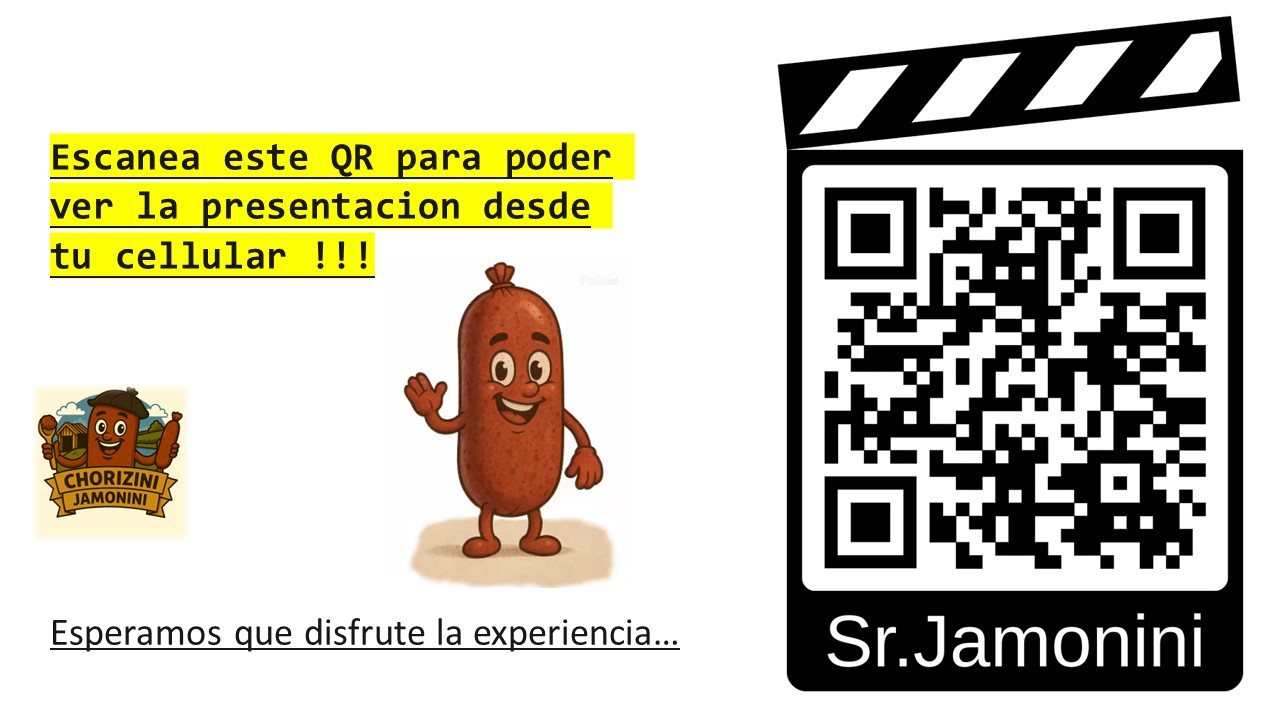 Escanea este QR para poder
ver la presentacion desde
tu cellular !!!
CHORIZINI
JAMONINI
Esperamos que disfrute la experiencia...
Sr.Jamonini